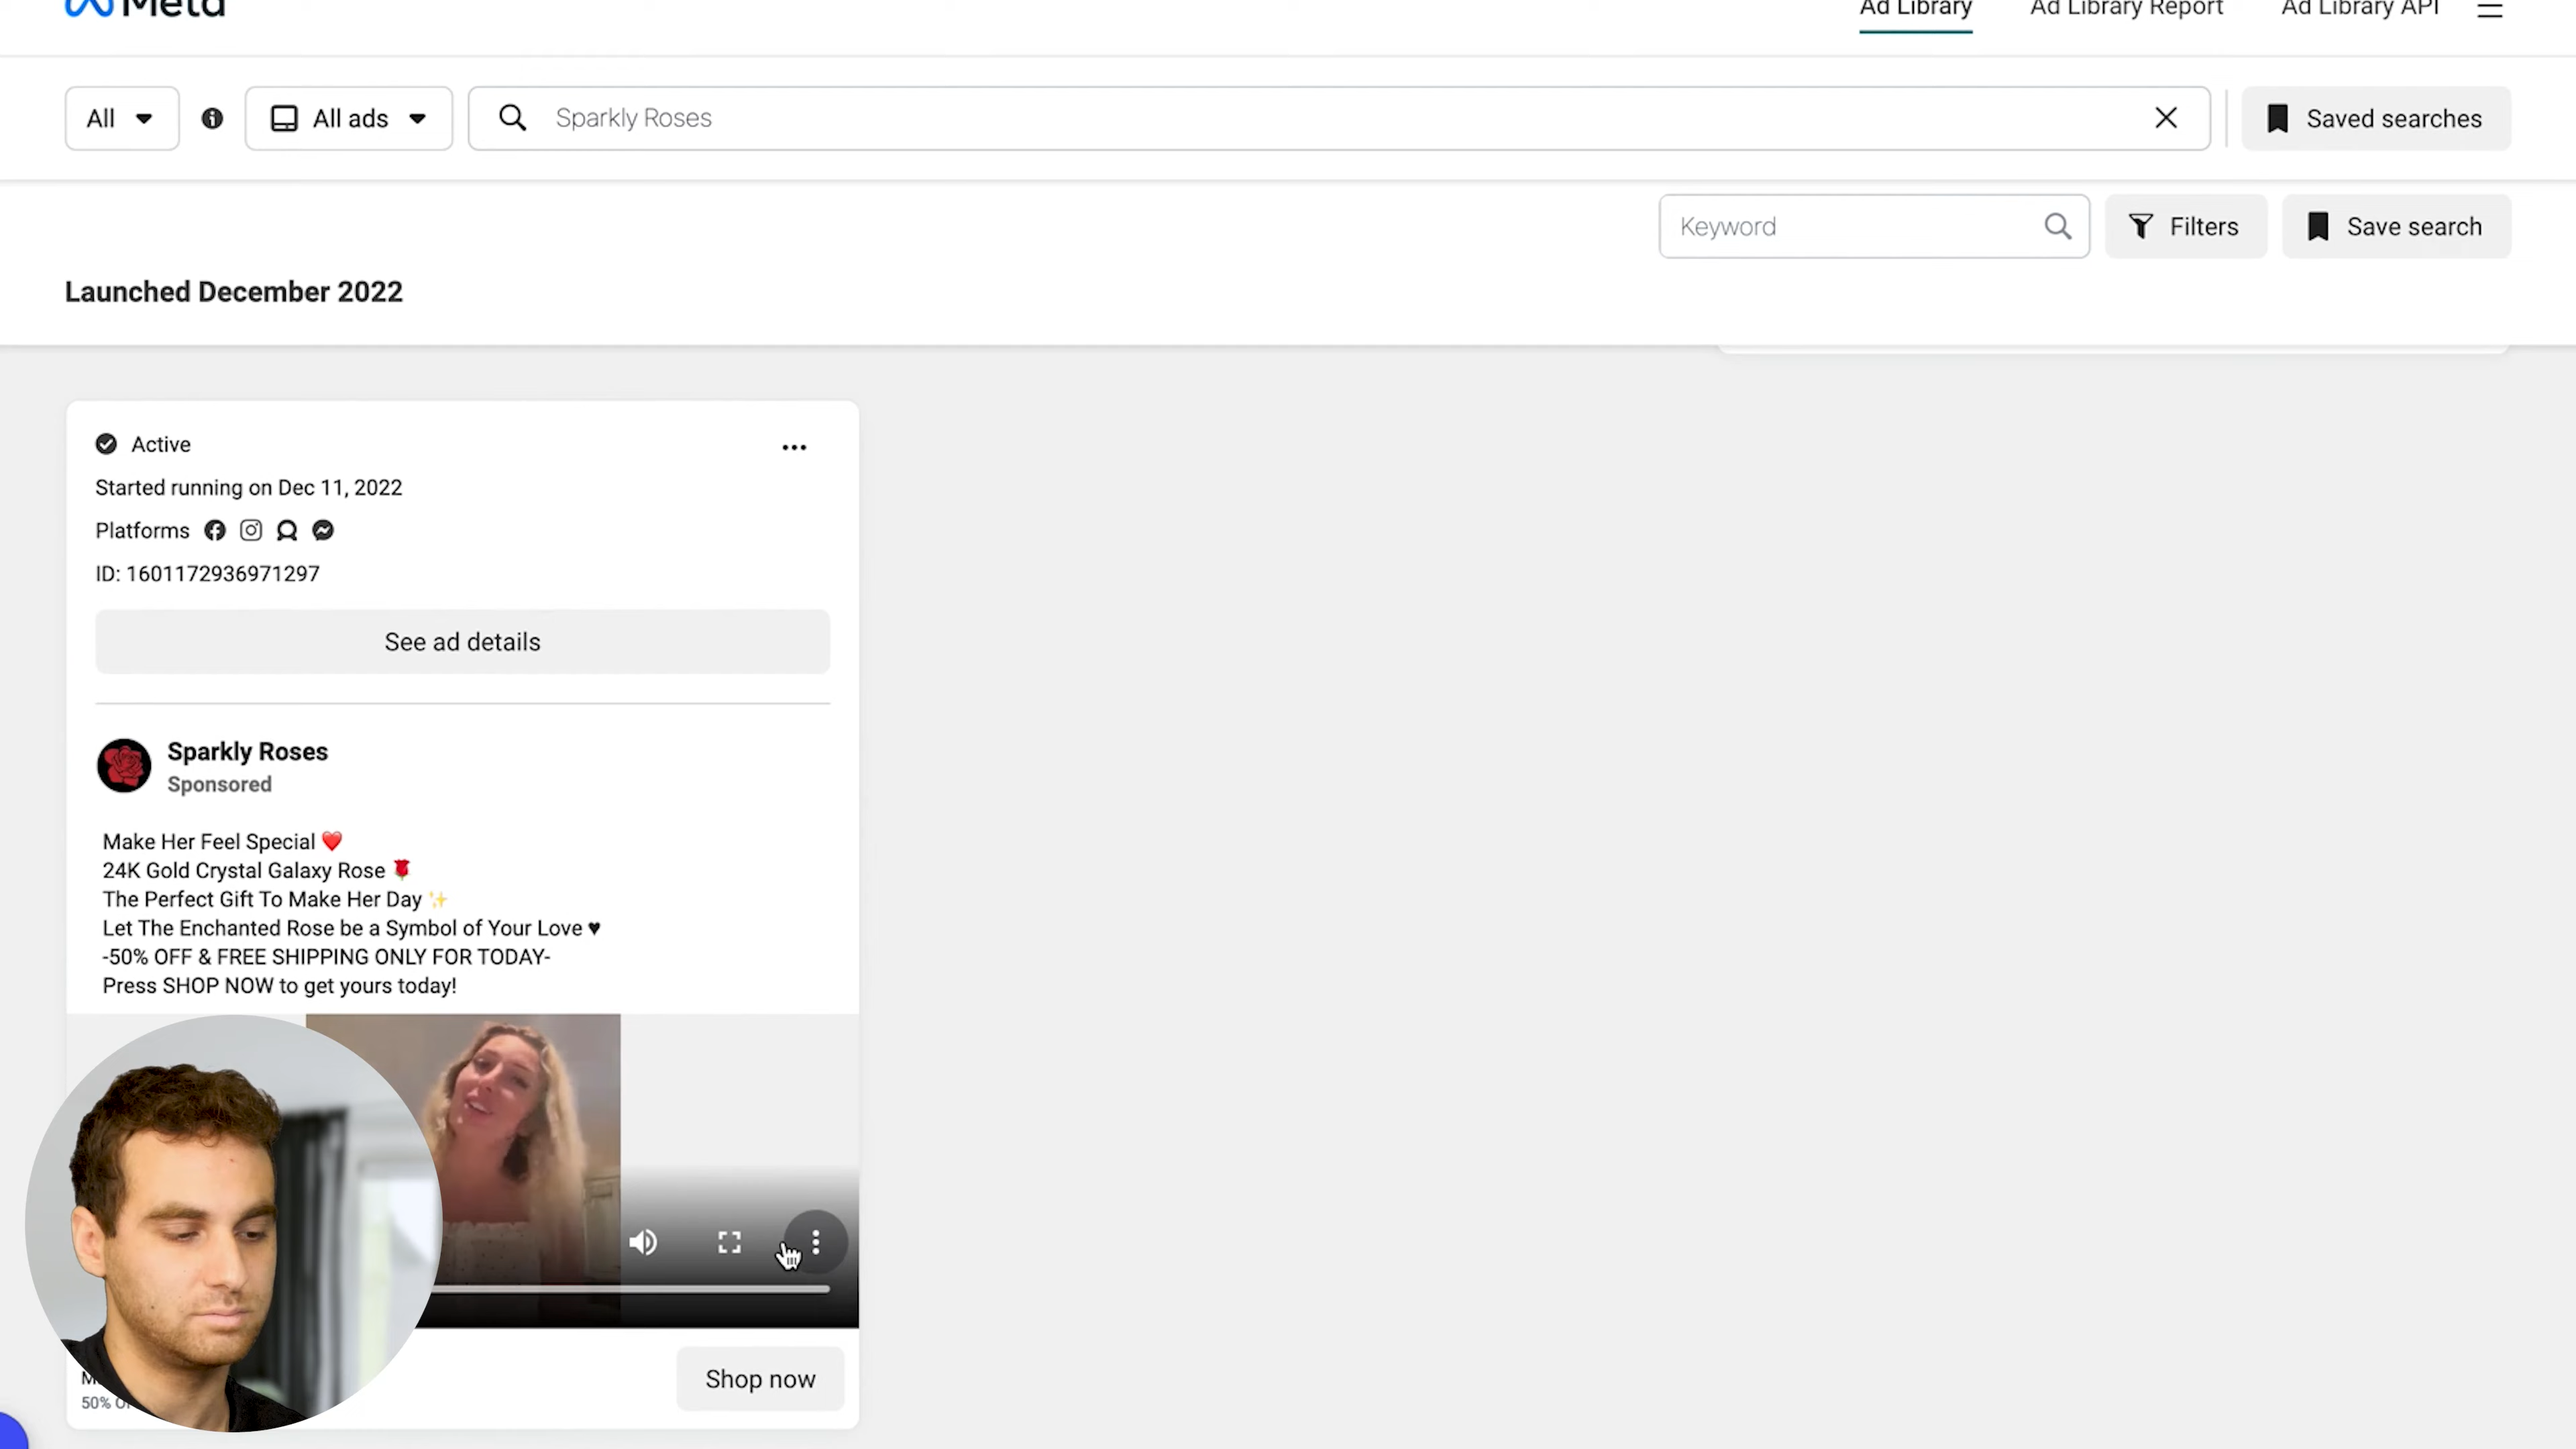 Meta
Ad Library
Ad Library Report
Ad Library API
All
All ads
Sparkly Roses
Saved searches
Keyword
Filters
Save search
Launched December 2022
Active
Started running on Dec 11, 2022
Platforms
ID: 1601172936971297
See ad details
Sparkly Roses
Sponsored
Make Her Feel Special ❤️
24K Gold Crystal Galaxy Rose 🌹
The Perfect Gift To Make Her Day ✨
Let The Enchanted Rose be a Symbol of Your Love ♥
-50% OFF & FREE SHIPPING ONLY FOR TODAY-
Press SHOP NOW to get yours today!
Shop now
50%